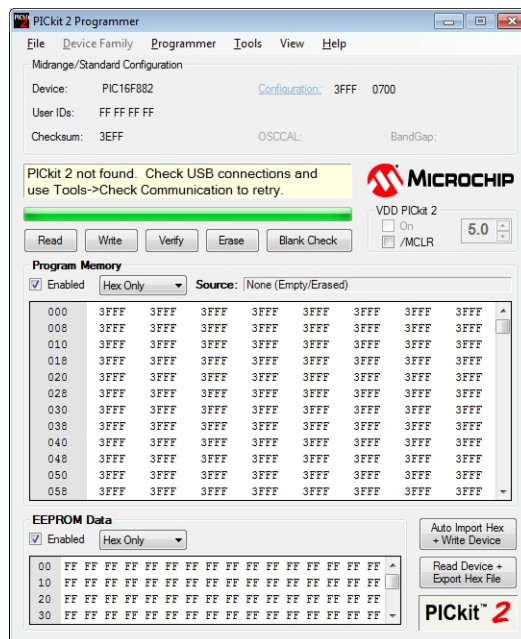 PICkit 2 Programmer
File Device Family Programmer Tools View Help
Midrange/Standard Configuration
Device: PIC16F882 Configuration: 3FFF 0700
User IDs: FF FF FF FF
Checksum: 3EFF OSCCAL: BandGap:
PICkit 2 not found. Check USB connections and
use Tools->Check Communication to retry.
MICROCHIP
VDD PICkit 2
On
/MCLR
5.0
Read Write Verify Erase Blank Check
Program Memory
Enabled Hex Only Source: None (Empty/Erased)
000 3FFF 3FFF 3FFF 3FFF 3FFF 3FFF 3FFF 3FFF
008 3FFF 3FFF 3FFF 3FFF 3FFF 3FFF 3FFF 3FFF
010 3FFF 3FFF 3FFF 3FFF 3FFF 3FFF 3FFF 3FFF
018 3FFF 3FFF 3FFF 3FFF 3FFF 3FFF 3FFF 3FFF
020 3FFF 3FFF 3FFF 3FFF 3FFF 3FFF 3FFF 3FFF
028 3FFF 3FFF 3FFF 3FFF 3FFF 3FFF 3FFF 3FFF
030 3FFF 3FFF 3FFF 3FFF 3FFF 3FFF 3FFF 3FFF
038 3FFF 3FFF 3FFF 3FFF 3FFF 3FFF 3FFF 3FFF
040 3FFF 3FFF 3FFF 3FFF 3FFF 3FFF 3FFF 3FFF
048 3FFF 3FFF 3FFF 3FFF 3FFF 3FFF 3FFF 3FFF
050 3FFF 3FFF 3FFF 3FFF 3FFF 3FFF 3FFF 3FFF
058 3FFF 3FFF 3FFF 3FFF 3FFF 3FFF 3FFF 3FFF
EEPROM Data
Enabled Hex Only
00 FF FF FF FF FF FF FF FF FF FF FF FF FF FF FF FF
10 FF FF FF FF FF FF FF FF FF FF FF FF FF FF FF FF
20 FF FF FF FF FF FF FF FF FF FF FF FF FF FF FF FF
30 FF FF FF FF FF FF FF FF FF FF FF FF FF FF FF FF
Auto Import Hex
+ Write Device
Read Device +
Export Hex File
PICkit™ 2